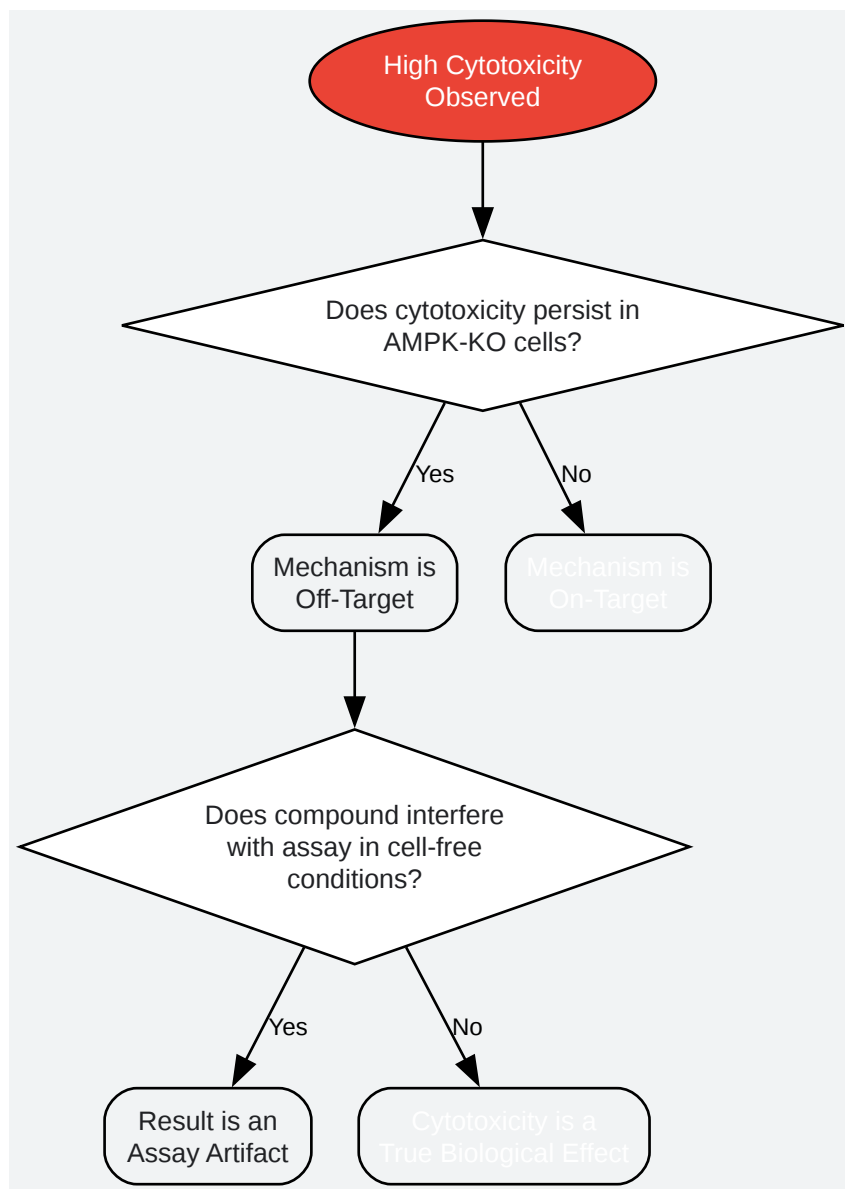 High Cytotoxicity
Observed
Does cytotoxicity persist in
AMPK-KO cells?
Yes
No
Mechanism is
Off-Target
Mechanism is
On-Target
Does compound interfere
with assay in cell-free
conditions?
Yes
No
Result is an
Assay Artifact
Cytotoxicity is a
True Biological Effect